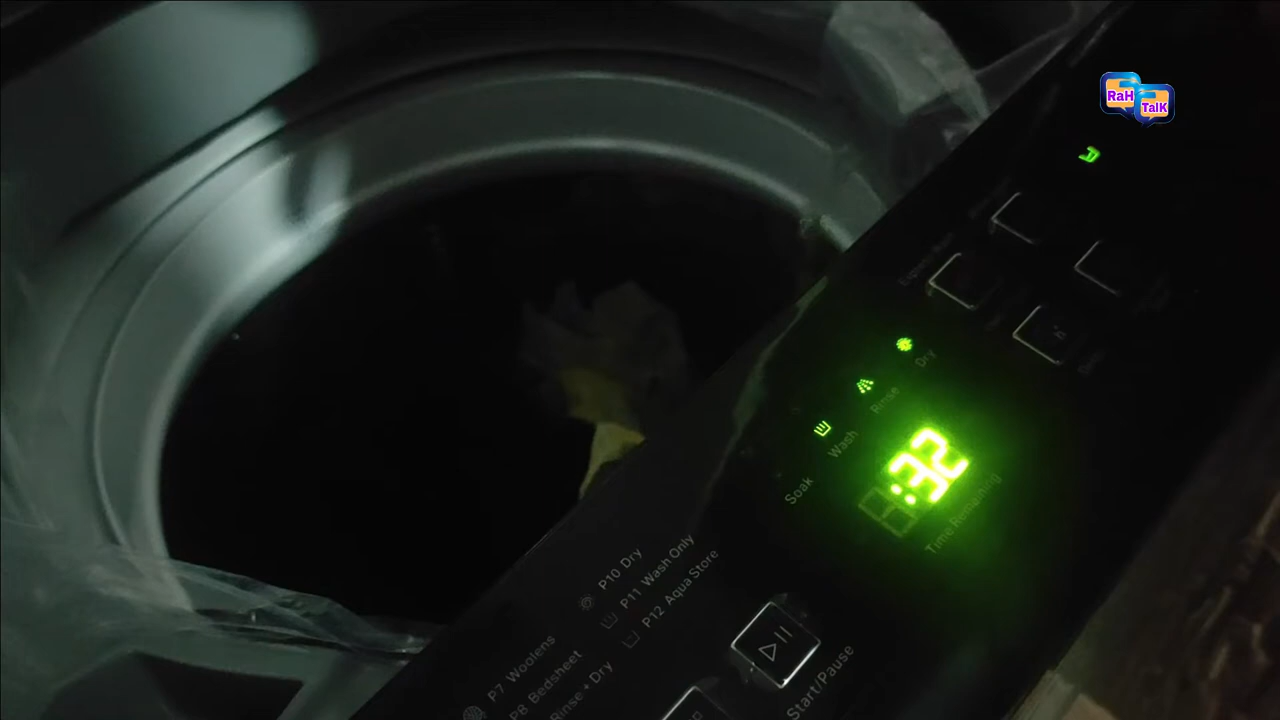 RaH
TalK
Dry
Rinse
Wash
Soak
:32
Time Remaining
P10 Dry
P11 Wash Only
P12 Aqua Store
P7 Woolens
P8 Bedsheet
Rinse + Dry
Start/Pause